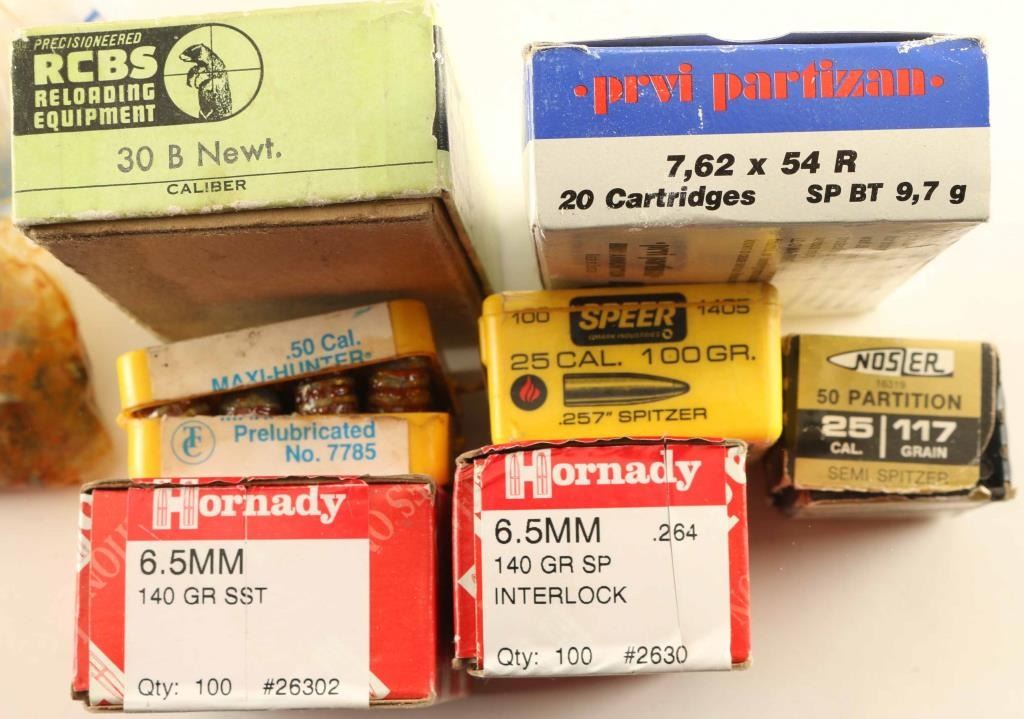 PRECISIONEERED
RCBS
RELOADING
EQUIPMENT
30 B Newt.
CALIBER
prvi partizan
7,62 x 54 R
20 Cartridges SP BT 9,7 g
.50 Cal.
MAXI-HUNTER
TC
Prelubricated
No. 7785
100 SPEER 1405
25 CAL. 100 GR.
.257" SPITZER
NOSLER
16319
50 PARTITION
25 117
CAL. GRAIN
SEMI SPITZER
Hornady
6.5MM
140 GR SST
Qty: 100 #26302
Hornady
6.5MM .264
140 GR SP
INTERLOCK
Qty: 100 #2630